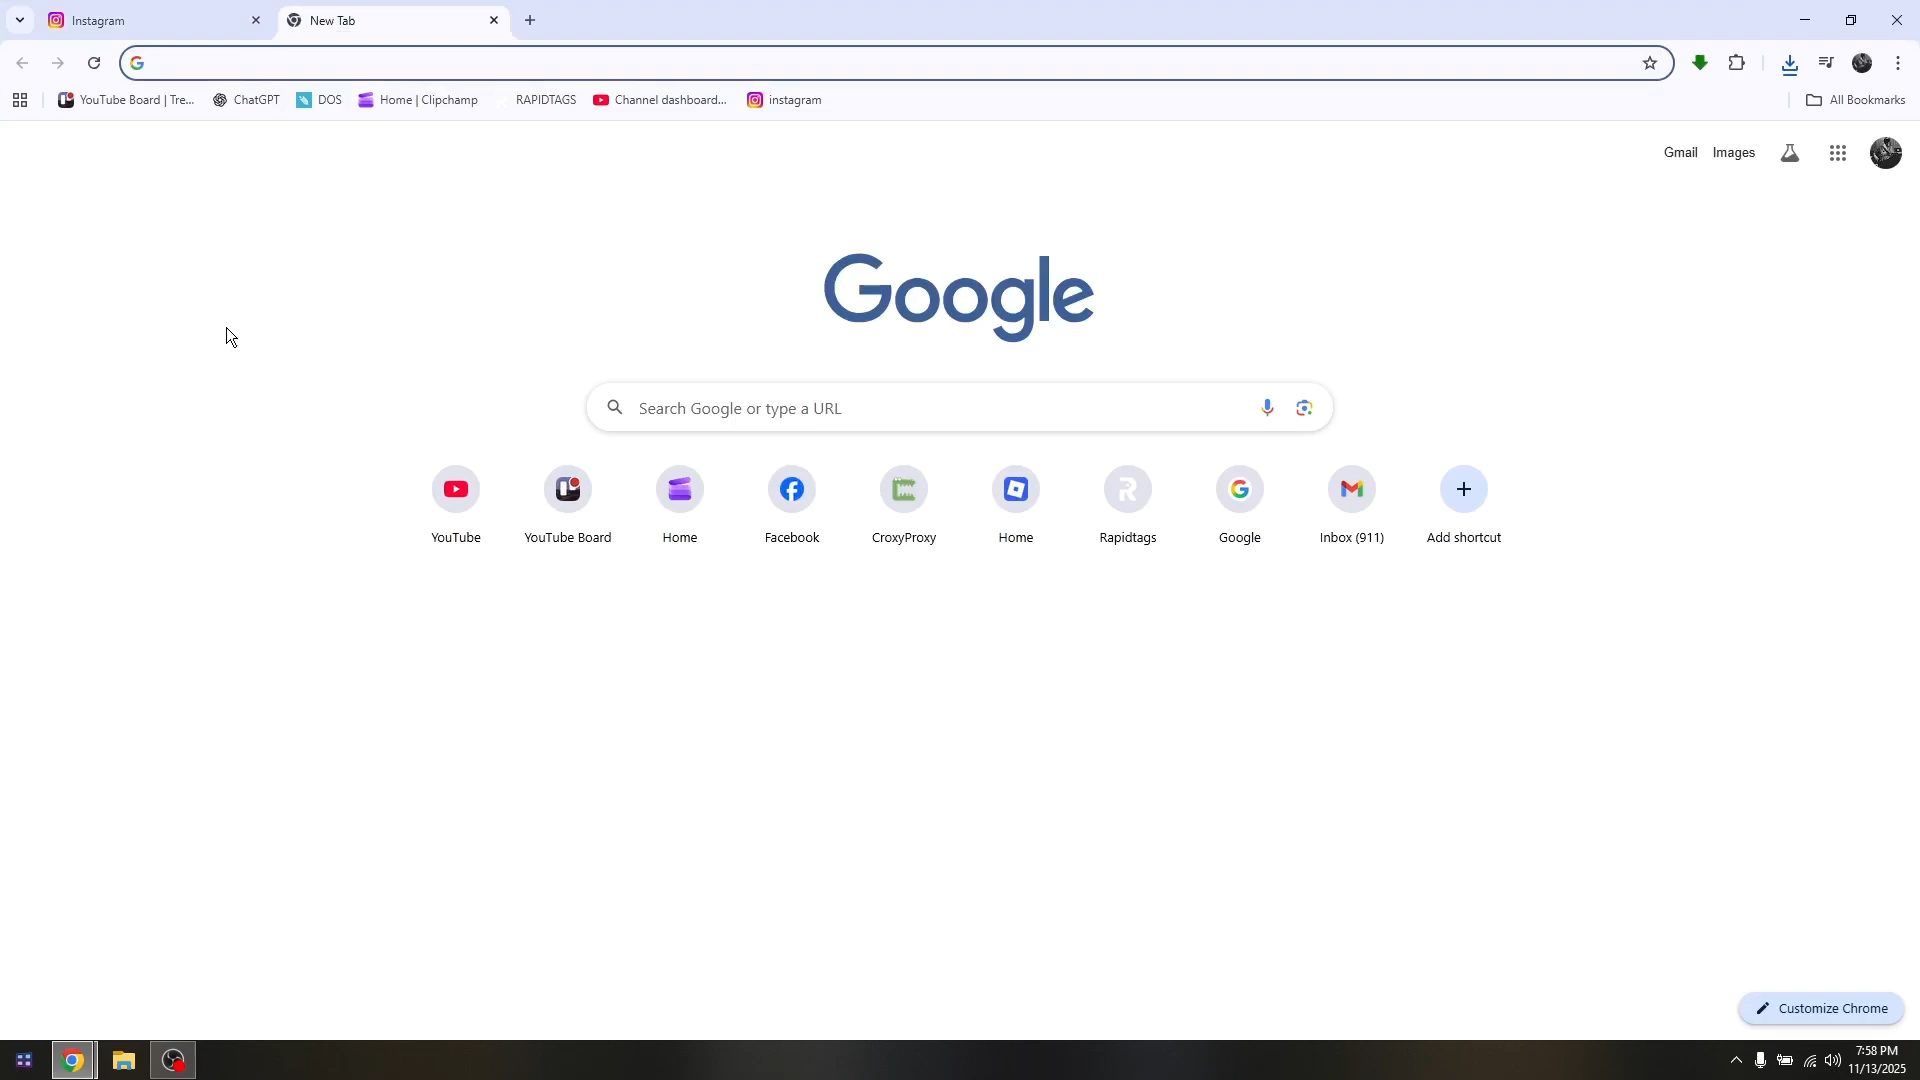 Instagram
New Tab
YouTube Board | Tre...
ChatGPT
DOS
Home | Clipchamp
RAPIDTAGS
Channel dashboard...
instagram
All Bookmarks
Gmail
Images
Google
Search Google or type a URL
YouTube
YouTube Board
Home
Facebook
CroxyProxy
Home
Rapidtags
Google
Inbox (911)
Add shortcut
Customize Chrome
7:58 PM
11/13/2025